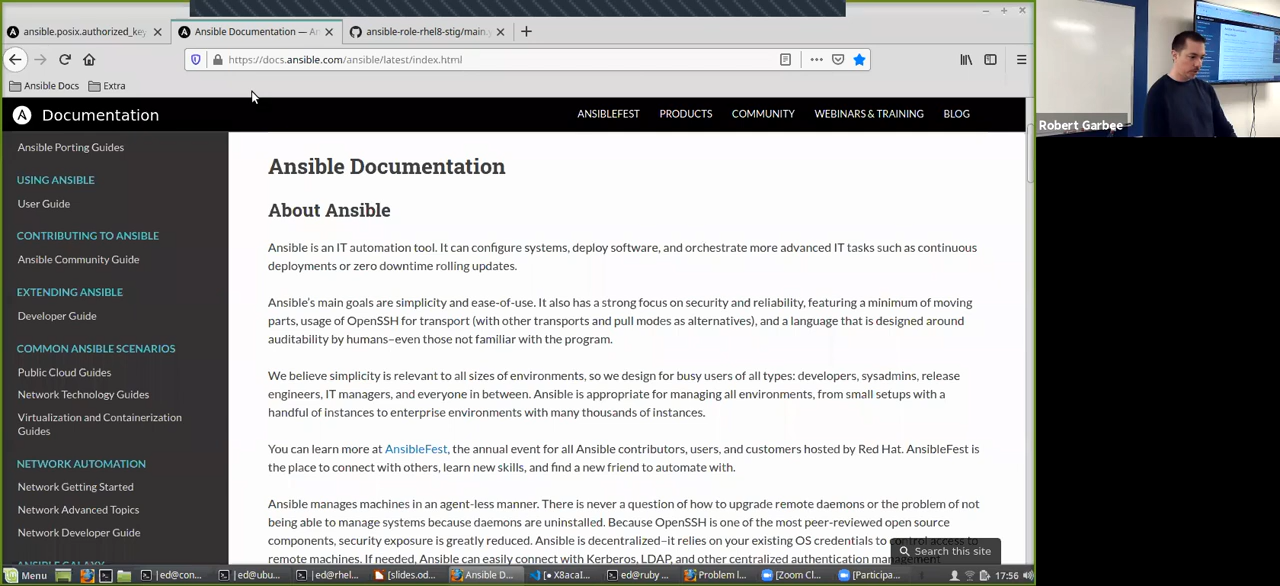 ansible.posix.authorized_key
Ansible Documentation — An
ansible-role-rhel8-stig/main.
https://docs.ansible.com/ansible/latest/index.html
Ansible Docs
Extra
A Documentation
ANSIBLEFEST
PRODUCTS
COMMUNITY
WEBINARS & TRAINING
BLOG
Robert Garbee
Ansible Porting Guides
USING ANSIBLE
User Guide
CONTRIBUTING TO ANSIBLE
Ansible Community Guide
EXTENDING ANSIBLE
Developer Guide
COMMON ANSIBLE SCENARIOS
Public Cloud Guides
Network Technology Guides
Virtualization and Containerization
Guides
NETWORK AUTOMATION
Network Getting Started
Network Advanced Topics
Network Developer Guide
ANSIBLE GALAXY
Ansible Documentation
About Ansible
Ansible is an IT automation tool. It can configure systems, deploy software, and orchestrate more advanced IT tasks such as continuous
deployments or zero downtime rolling updates.
Ansible's main goals are simplicity and ease-of-use. It also has a strong focus on security and reliability, featuring a minimum of moving
parts, usage of OpenSSH for transport (with other transports and pull modes as alternatives), and a language that is designed around
auditability by humans–even those not familiar with the program.
We believe simplicity is relevant to all sizes of environments, so we design for busy users of all types: developers, sysadmins, release
engineers, IT managers, and everyone in between. Ansible is appropriate for managing all environments, from small setups with a
handful of instances to enterprise environments with many thousands of instances.
You can learn more at AnsibleFest, the annual event for all Ansible contributors, users, and customers hosted by Red Hat. AnsibleFest is
the place to connect with others, learn new skills, and find a new friend to automate with.
Ansible manages machines in an agent-less manner. There is never a question of how to upgrade remote daemons or the problem of not
being able to manage systems because daemons are uninstalled. Because OpenSSH is one of the most peer-reviewed open source
components, security exposure is greatly reduced. Ansible is decentralized–it relies on your existing OS credentials to control access to
remote machines. If needed, Ansible can easily connect with Kerberos, LDAP, and other centralized authentication management
Search this site
Menu
[ed@con...
[ed@ubu...
[ed@rhel...
[slides.od...
Ansible D...
[● X8acal...
ed@ruby ...
Problem l...
[Zoom Cl...
[Participa...
17:56